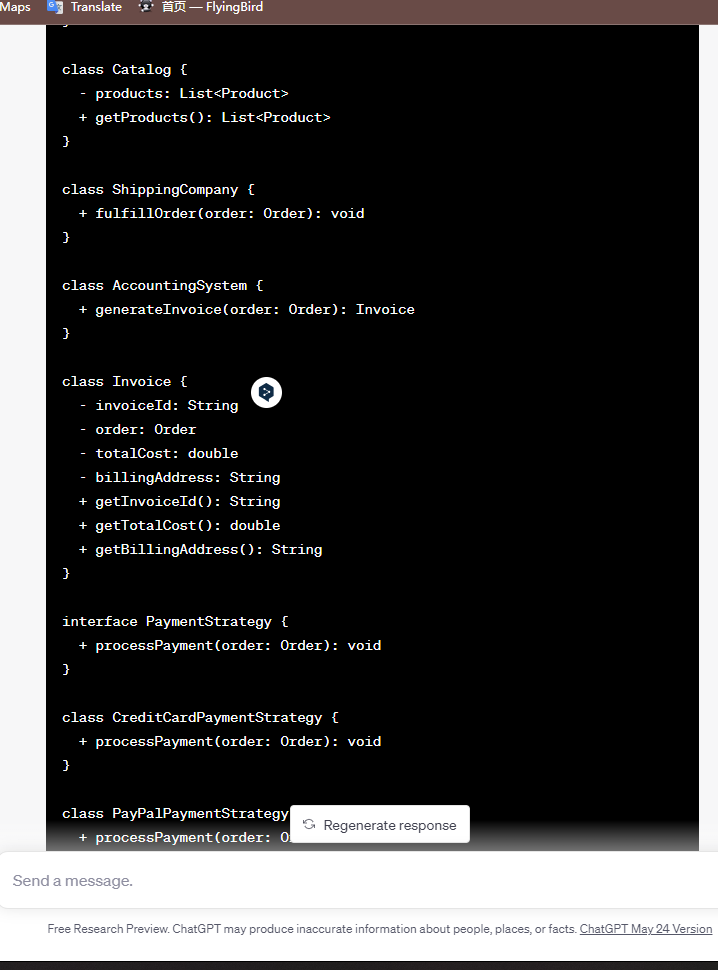 Maps Translate 首页 — FlyingBird
class Catalog {
- products: List<Product>
+ getProducts(): List<Product>
}
class ShippingCompany {
+ fulfillOrder(order: Order): void
}
class AccountingSystem {
+ generateInvoice(order: Order): Invoice
}
class Invoice {
- invoiceId: String
- order: Order
- totalCost: double
- billingAddress: String
+ getInvoiceId(): String
+ getTotalCost(): double
+ getBillingAddress(): String
}
interface PaymentStrategy {
+ processPayment(order: Order): void
}
class CreditCardPaymentStrategy {
+ processPayment(order: Order): void
}
class PayPalPaymentStrategy
+ processPayment(order:
Regenerate response
Send a message.
Free Research Preview. ChatGPT may produce inaccurate information about people, places, or facts. ChatGPT May 24 Version